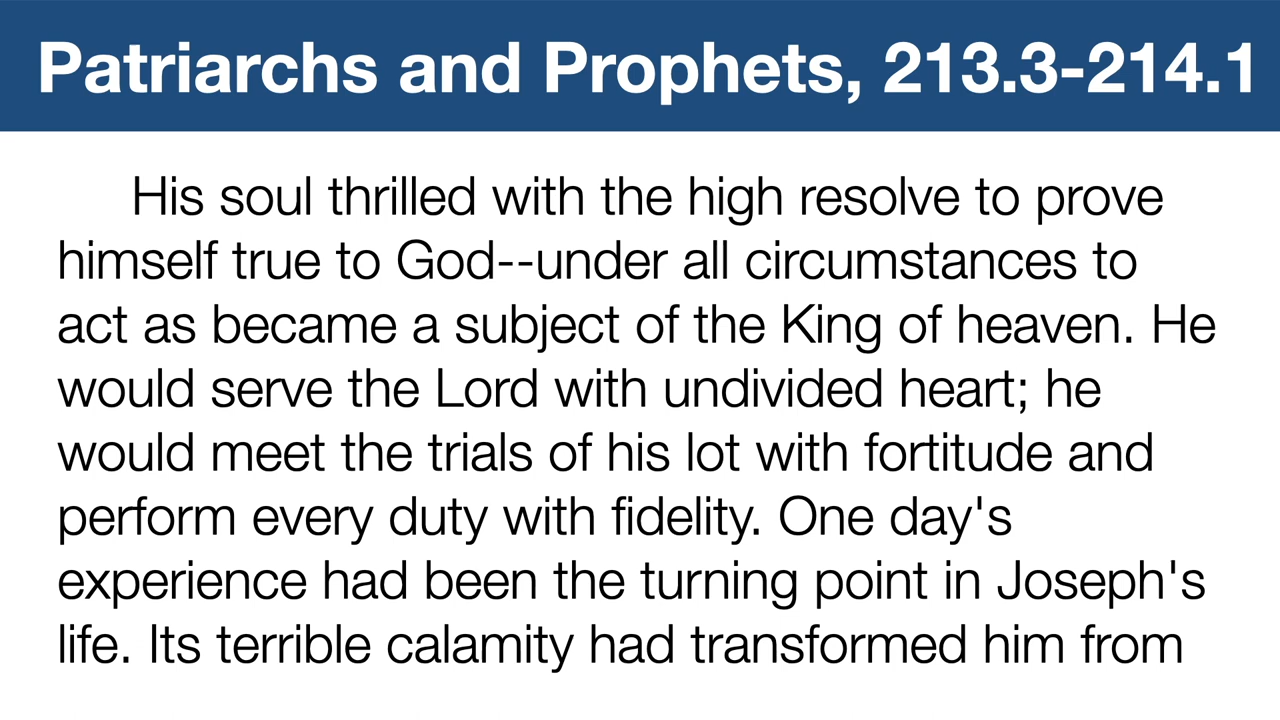 Patriarchs and Prophets, 213.3-214.1
His soul thrilled with the high resolve to prove
himself true to God--under all circumstances to
act as became a subject of the King of heaven. He
would serve the Lord with undivided heart; he
would meet the trials of his lot with fortitude and
perform every duty with fidelity. One day's
experience had been the turning point in Joseph's
life. Its terrible calamity had transformed him from